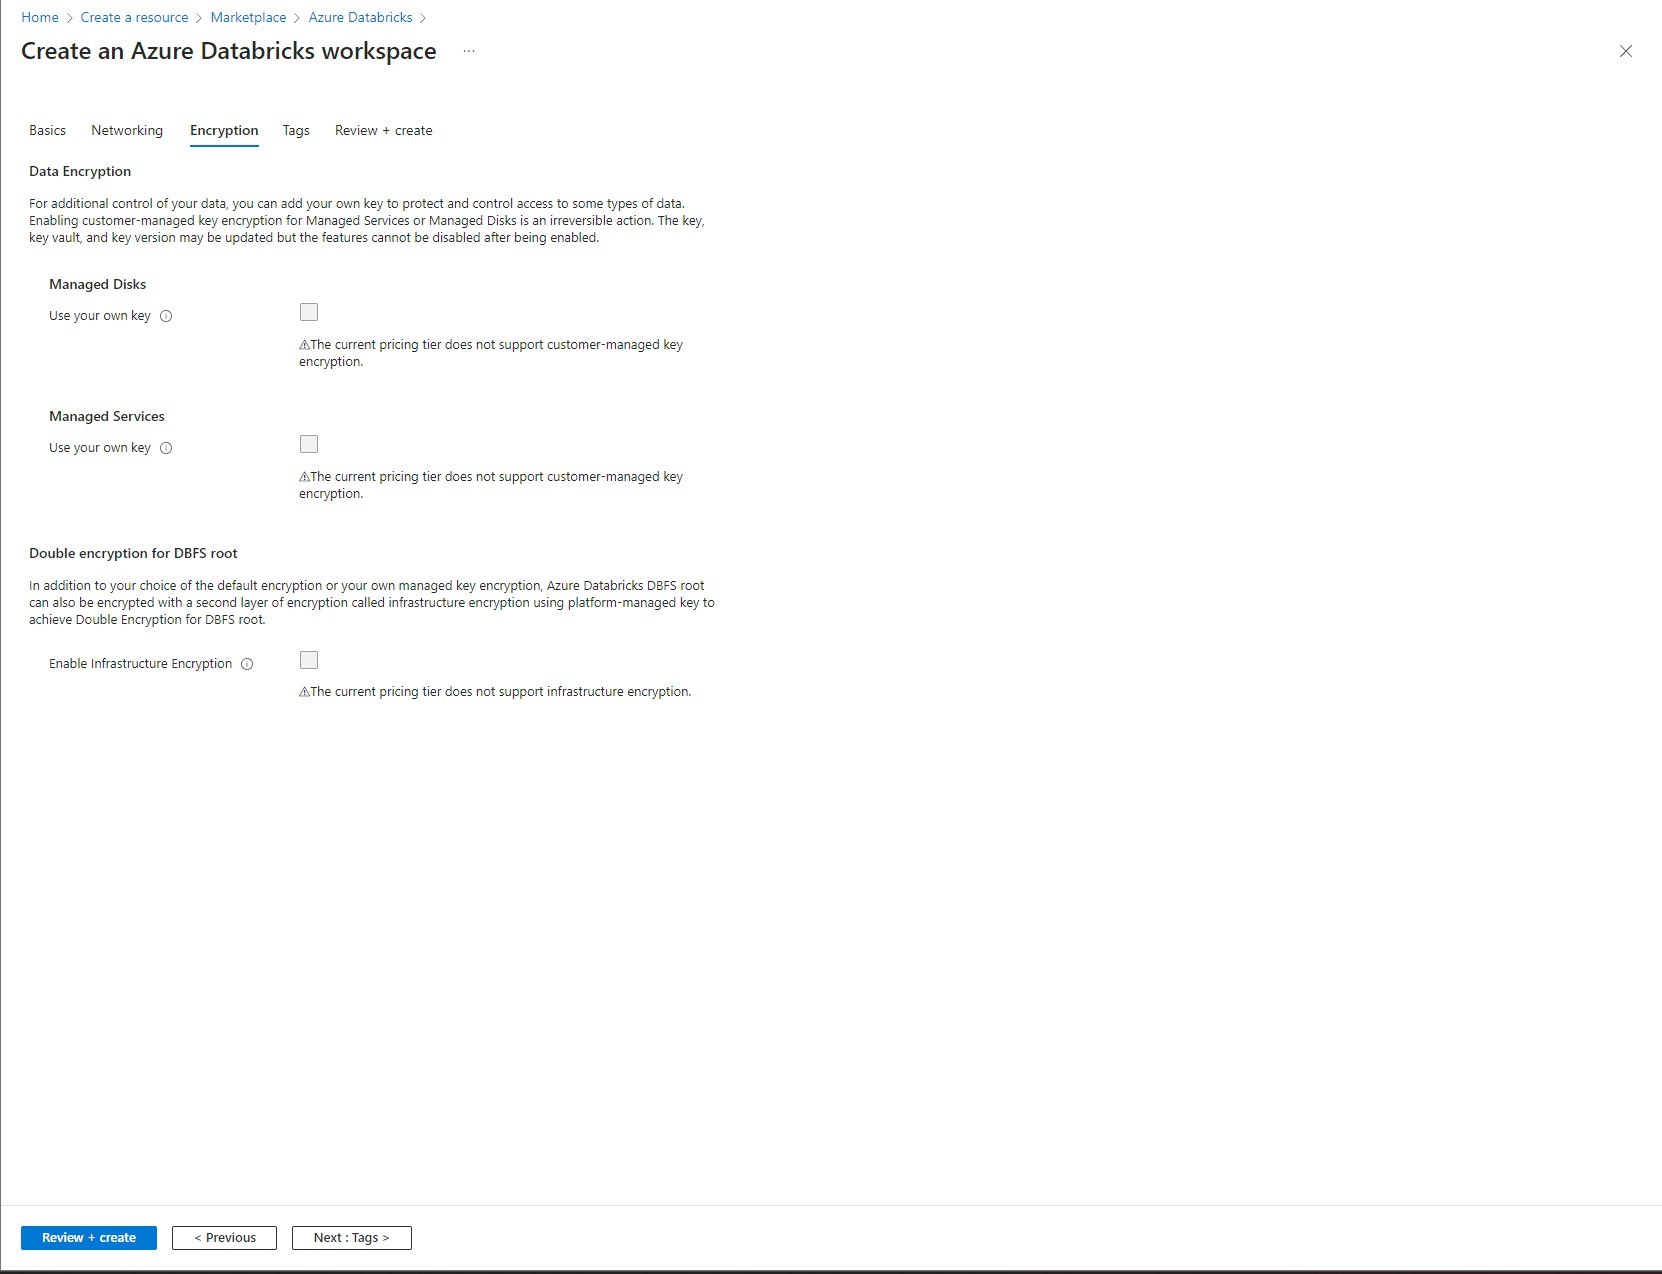 Home > Create a resource > Marketplace > Azure Databricks >
Create an Azure Databricks workspace ...
Basics Networking Encryption Tags Review + create
Data Encryption
For additional control of your data, you can add your own key to protect and control access to some types of data.
Enabling customer-managed key encryption for Managed Services or Managed Disks is an irreversible action. The key,
key vault, and key version may be updated but the features cannot be disabled after being enabled.
Managed Disks
Use your own key
⚠The current pricing tier does not support customer-managed key
encryption.
Managed Services
Use your own key
⚠The current pricing tier does not support customer-managed key
encryption.
Double encryption for DBFS root
In addition to your choice of the default encryption or your own managed key encryption, Azure Databricks DBFS root
can also be encrypted with a second layer of encryption called infrastructure encryption using platform-managed key to
achieve Double Encryption for DBFS root.
Enable Infrastructure Encryption
⚠The current pricing tier does not support infrastructure encryption.
Review + create < Previous Next : Tags >